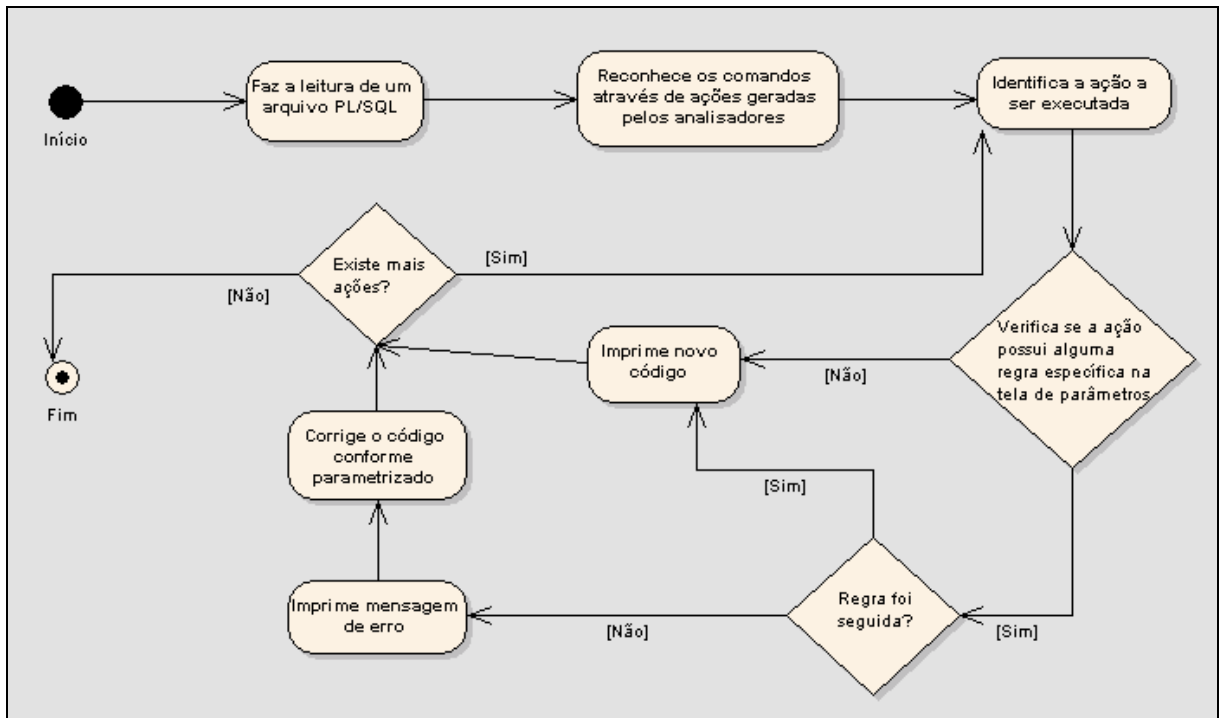 Início
Faz a leitura de um
arquivo PL/SQL
Reconhece os comandos
através de ações geradas
pelos analisadores
Identifica a ação a
ser executada
Existe mais
ações?
[Sim]
[Não]
Fim
Verifica se a ação
possui alguma
regra específica na
tela de parâmetros
[Não]
Imprime novo
código
Corrige o código
conforme
parametrizado
[Sim]
Regra foi
seguida?
[Sim]
[Não]
Imprime mensagem
de erro